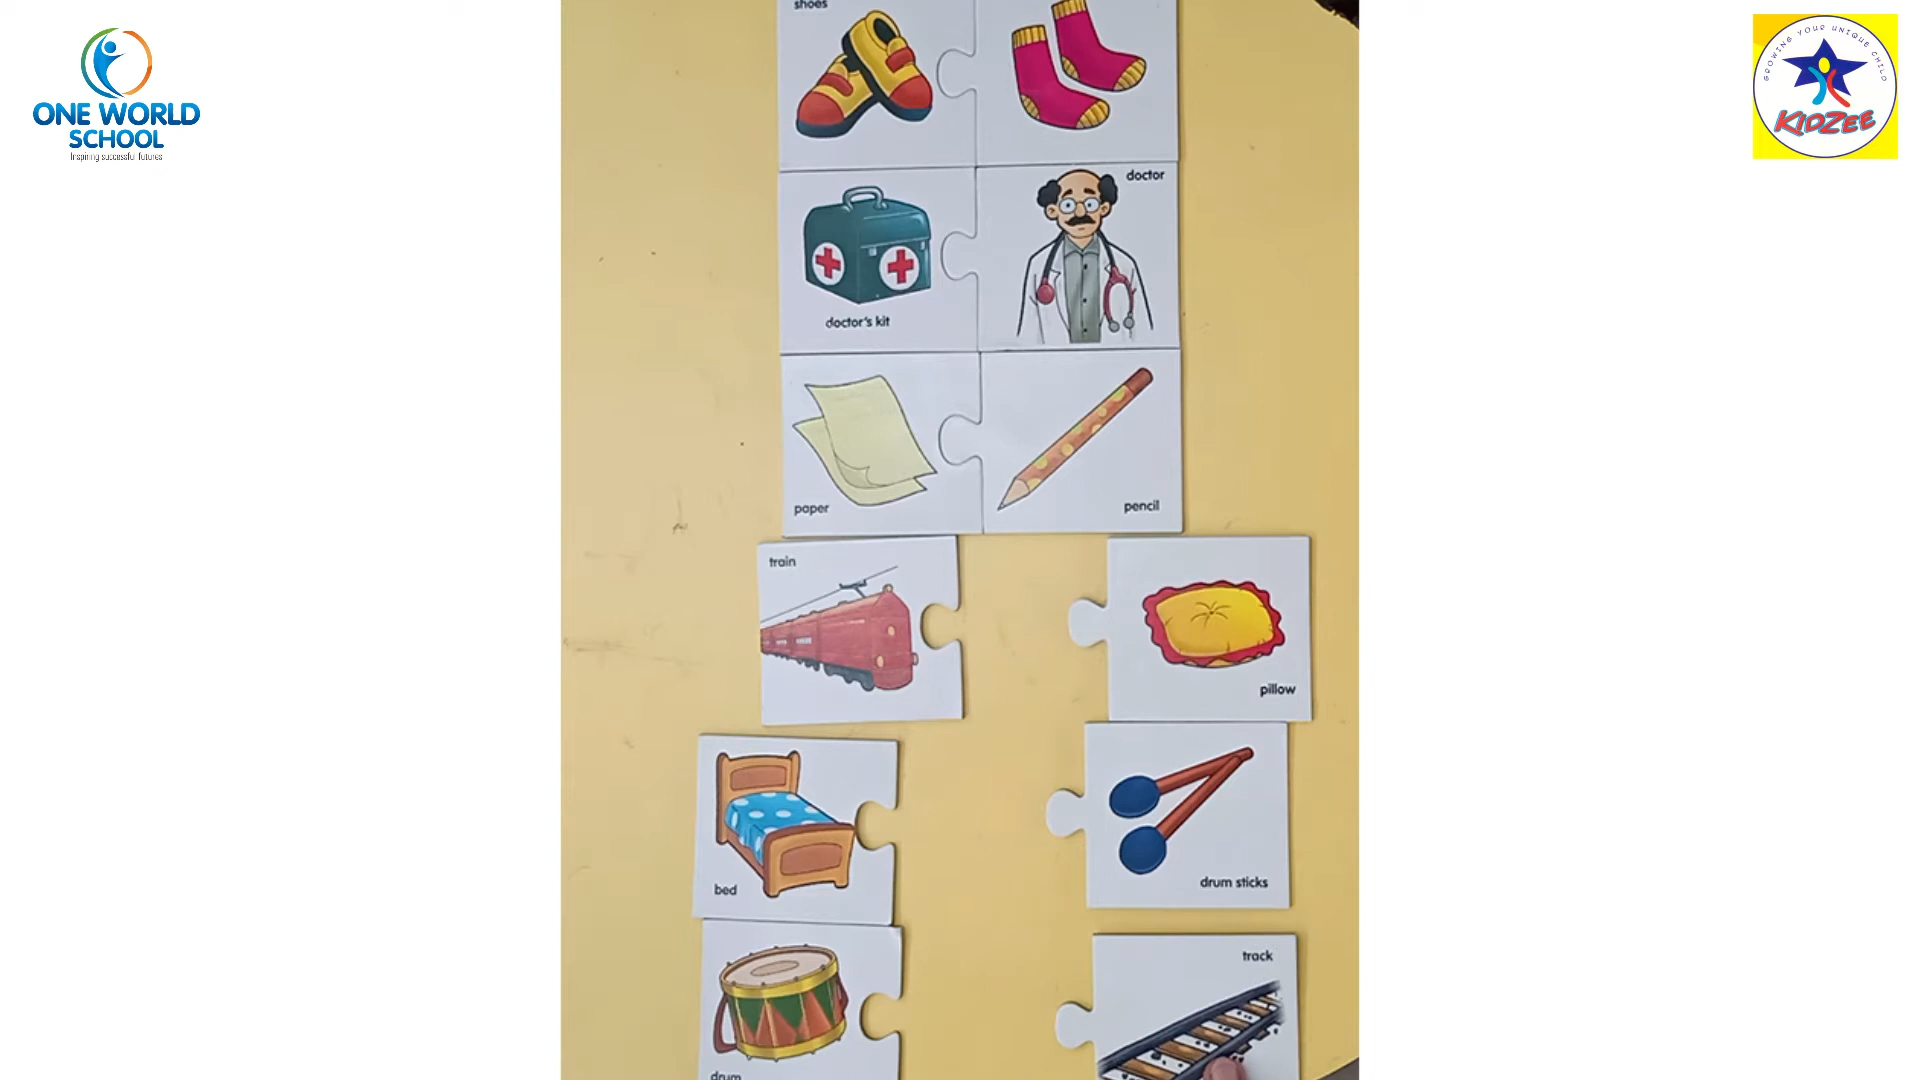 ONE WORLD
SCHOOL
Inspiring successful futures
GROWING YOUR UNIQUE CHILD
KIDZEE
shoes
doctor
doctor's kit
paper
pencil
train
pillow
bed
drum sticks
track
drum